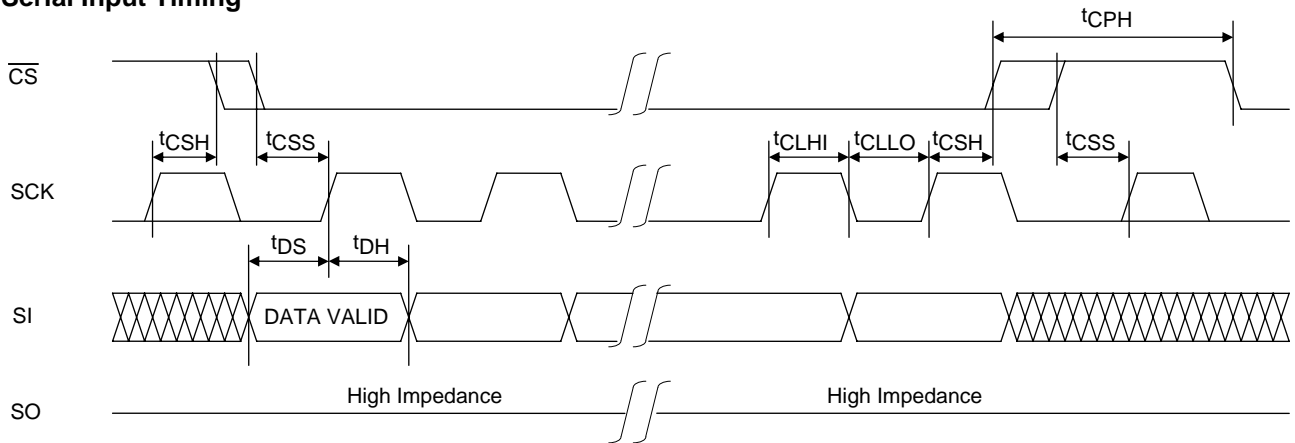 Serial Input Timing
tCPH
CS
tCSH
tCSS
tCLHI
tCLLO
tCSH
tCSS
SCK
tDS
tDH
SI
DATA VALID
High Impedance
High Impedance
SO